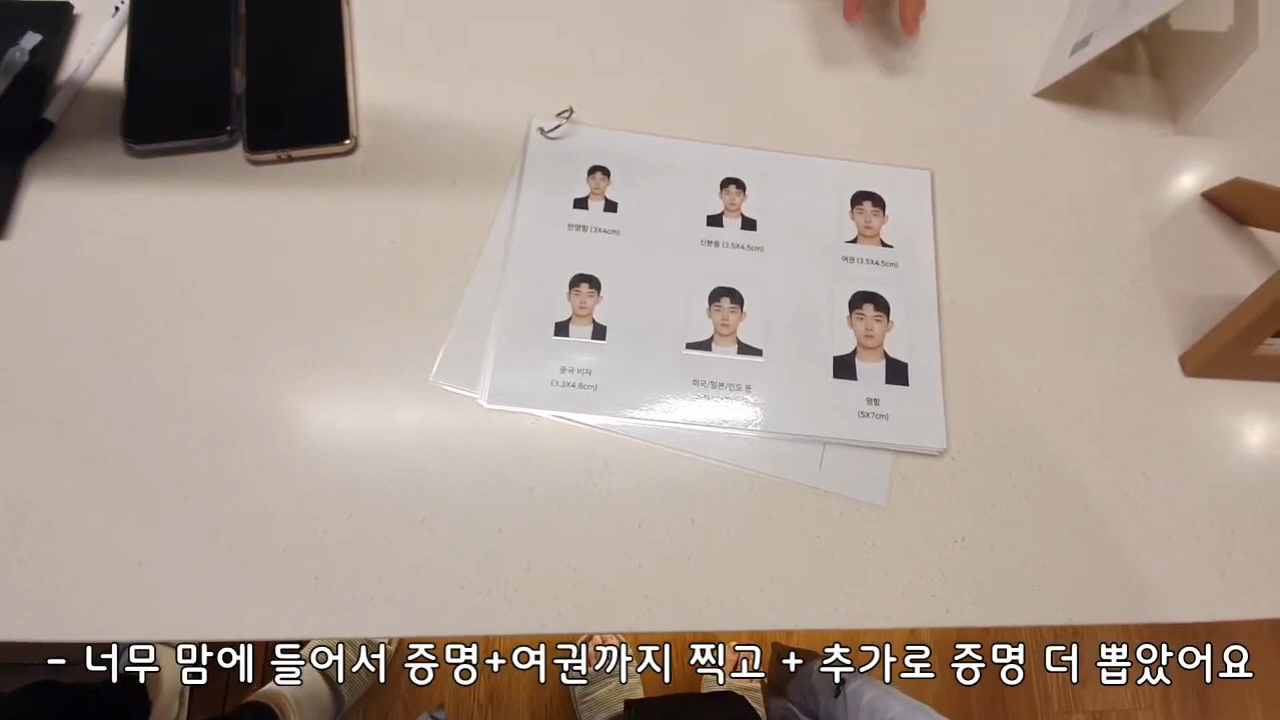 반명함 (3X4cm)
신분증 (3.5X4.5cm)
여권 (3.5X4.5cm)
중국 비자
(3.3X4.8cm)
미국/일본/인도 등
명함
(5X7cm)
- 너무 맘에 들어서 증명+여권까지 찍고 + 추가로 증명 더 뽑았어요